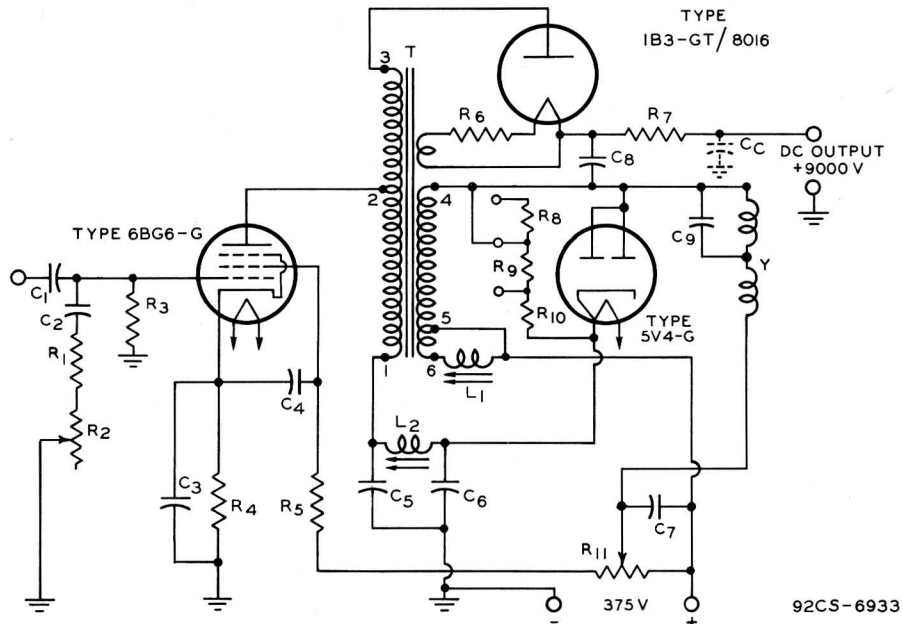 TYPE
1B3-GT/8016
3 T
R6
R7
CC
DC OUTPUT
+9000 V
C8
2
4
TYPE 6BG6-G
R8
C9
C1
R9
Y
C2
R3
R10
TYPE
5V4-G
5
R1
1
6
C4
L1
R2
L2
C3
R4
R5
C5
C6
C7
R11
375 V
-
+
92CS-6933